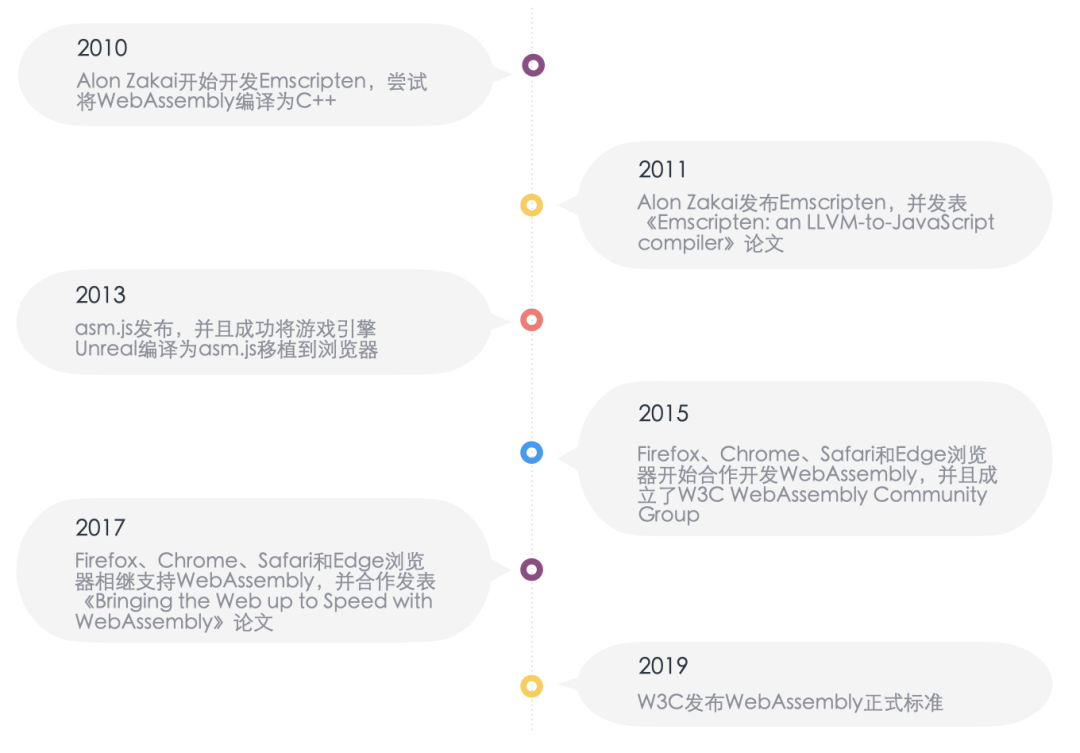 2010
Alon Zakai开始开发Emscripten，尝试
将WebAssembly编译为C++
2011
Alon Zakai发布Emscripten，并发表
《Emscripten: an LLVM-to-JavaScript
compiler》论文
2013
asm.js发布，并且成功将游戏引擎
Unreal编译为asm.js移植到浏览器
2015
Firefox、Chrome、Safari和Edge浏览
器开始合作开发WebAssembly，并且成
立了W3C WebAssembly Community
Group
2017
Firefox、Chrome、Safari和Edge浏览
器相继支持WebAssembly，并合作发表
《Bringing the Web up to Speed with
WebAssembly》论文
2019
W3C发布WebAssembly正式标准